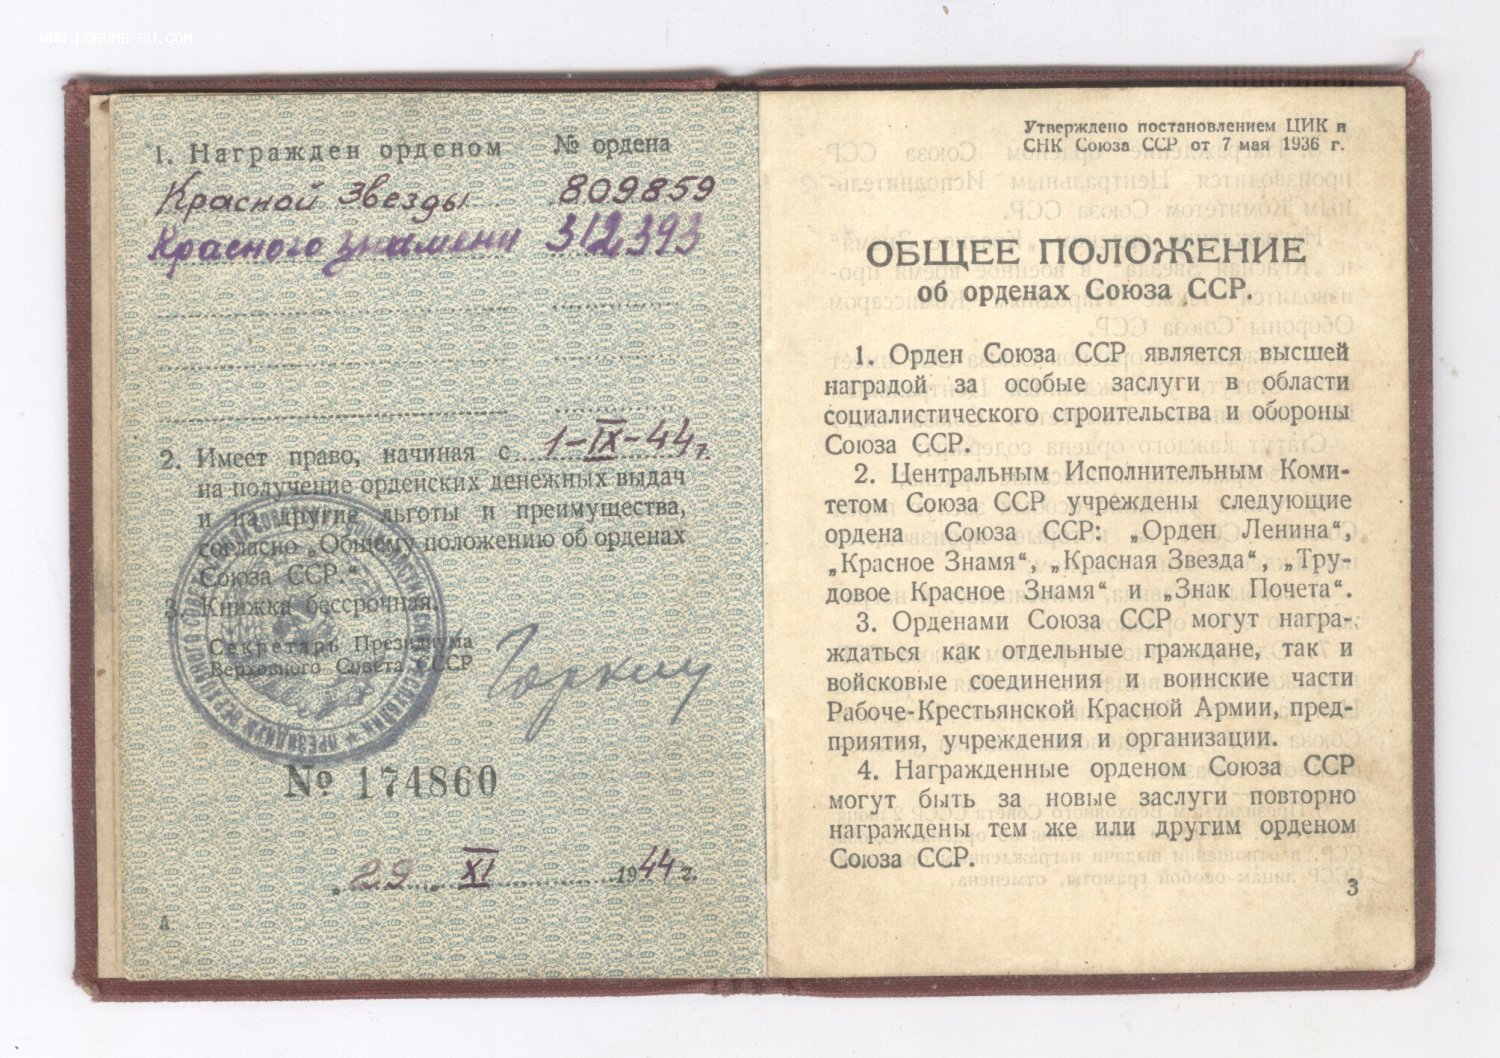 WWW.FORUMS-SU.COM
1. Награжден орденом № ордена
Красной Звезды 809859
Красного знамени 312393
2. Имеет право, начиная с 1-IX-44г.
на получение орденских денежных выдач
и на другие льготы и преимущества,
согласно „Общему положению об орденах
Союза ССР.“
3. Книжка бессрочная.
Секретарь Президиума
Верховного Совета СССР
Горкин
№ 174860
„29„ XI 1944 г.
А
Утверждено постановлением ЦИК и
СНК Союза ССР от 7 мая 1936 г.
ОБЩЕЕ ПОЛОЖЕНИЕ
об орденах Союза ССР.
1. Орден Союза ССР является высшей
наградой за особые заслуги в области
социалистического строительства и обороны
Союза ССР.
2. Центральным Исполнительным Коми-
тетом Союза ССР учреждены следующие
ордена Союза ССР: „Орден Ленина“,
„Красное Знамя“, „Красная Звезда“, „Тру-
довое Красное Знамя“ и „Знак Почета“.
3. Орденами Союза ССР могут награ-
ждаться как отдельные граждане, так и
войсковые соединения и воинские части
Рабоче-Крестьянской Красной Армии, пред-
приятия, учреждения и организации.
4. Награжденные орденом Союза ССР
могут быть за новые заслуги повторно
награждены тем же или другим орденом
Союза ССР.
3